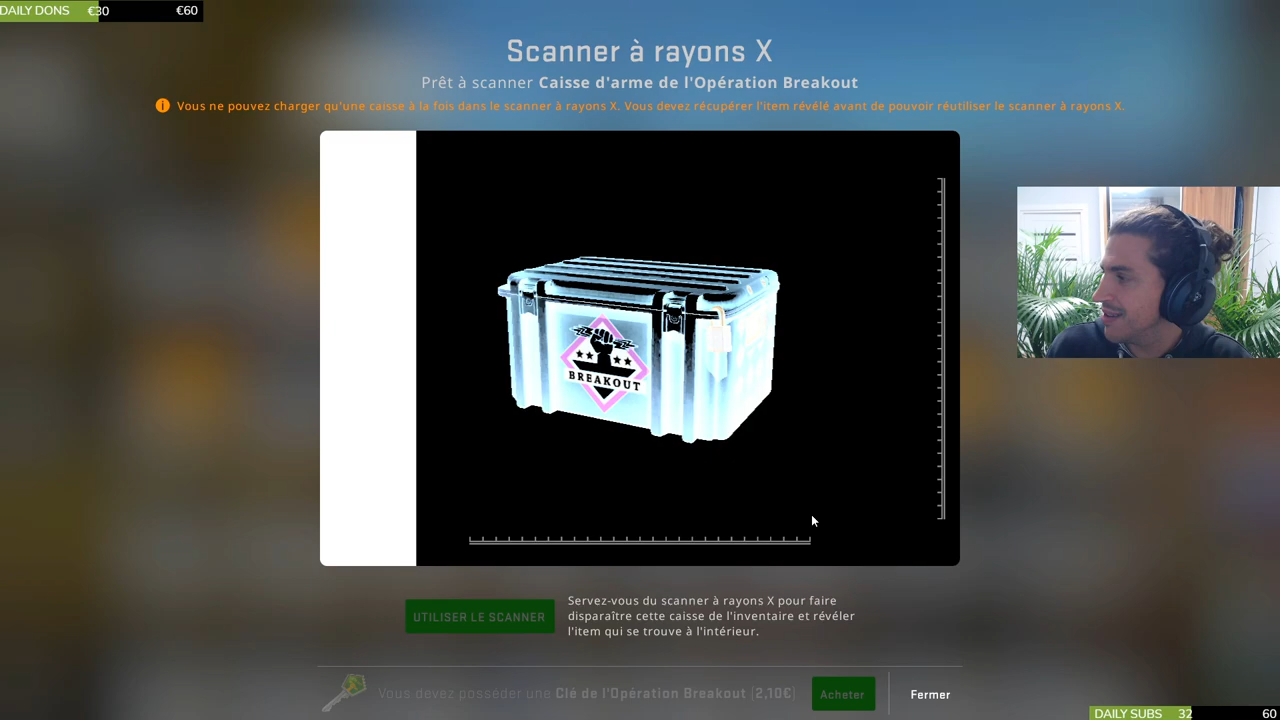 DAILY DONS €30 €60
Scanner à rayons X
Prêt à scanner Caisse d'arme de l'Opération Breakout
Vous ne pouvez charger qu'une caisse à la fois dans le scanner à rayons X. Vous devez récupérer l'item révélé avant de pouvoir réutiliser le scanner à rayons X.
BREAKOUT
UTILISER LE SCANNER
Servez-vous du scanner à rayons X pour faire
disparaître cette caisse de l'inventaire et révéler
l'item qui se trouve à l'intérieur.
Vous devez posséder une Clé de l'Opération Breakout (2,10€) Acheter Fermer
DAILY SUBS 32 60